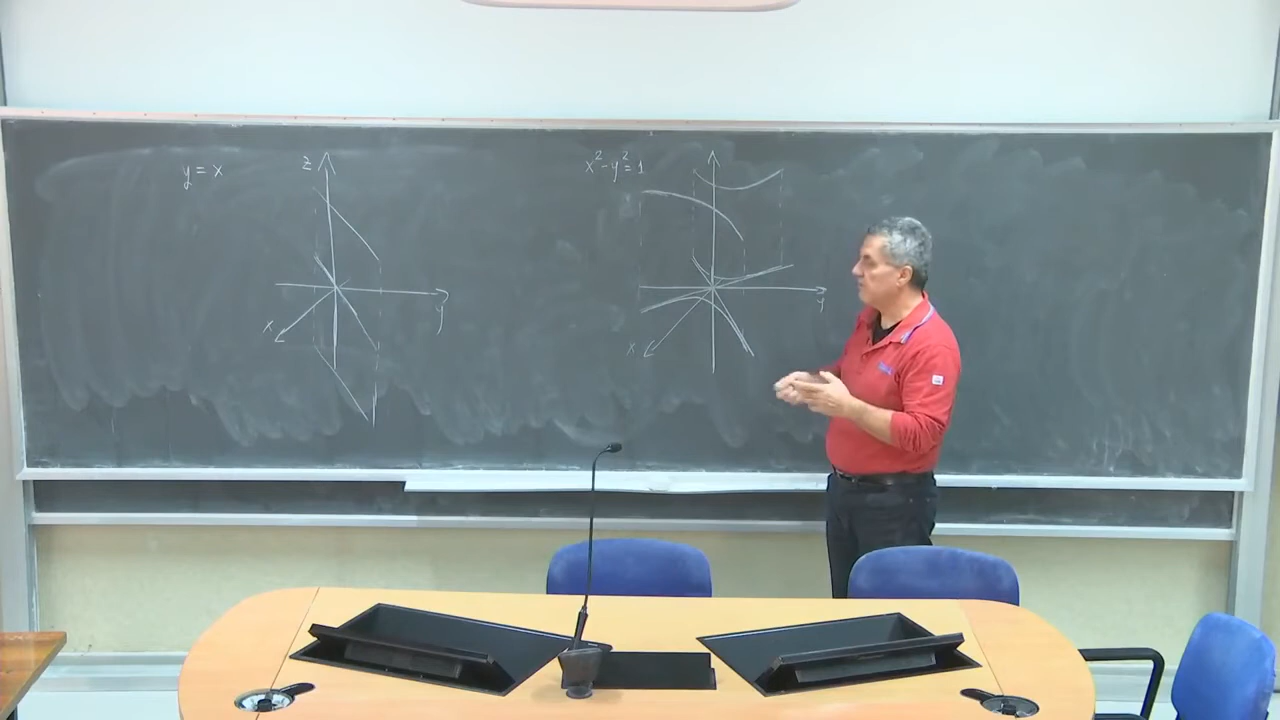 y = x
z
x
y
x²-y²=1
x
y